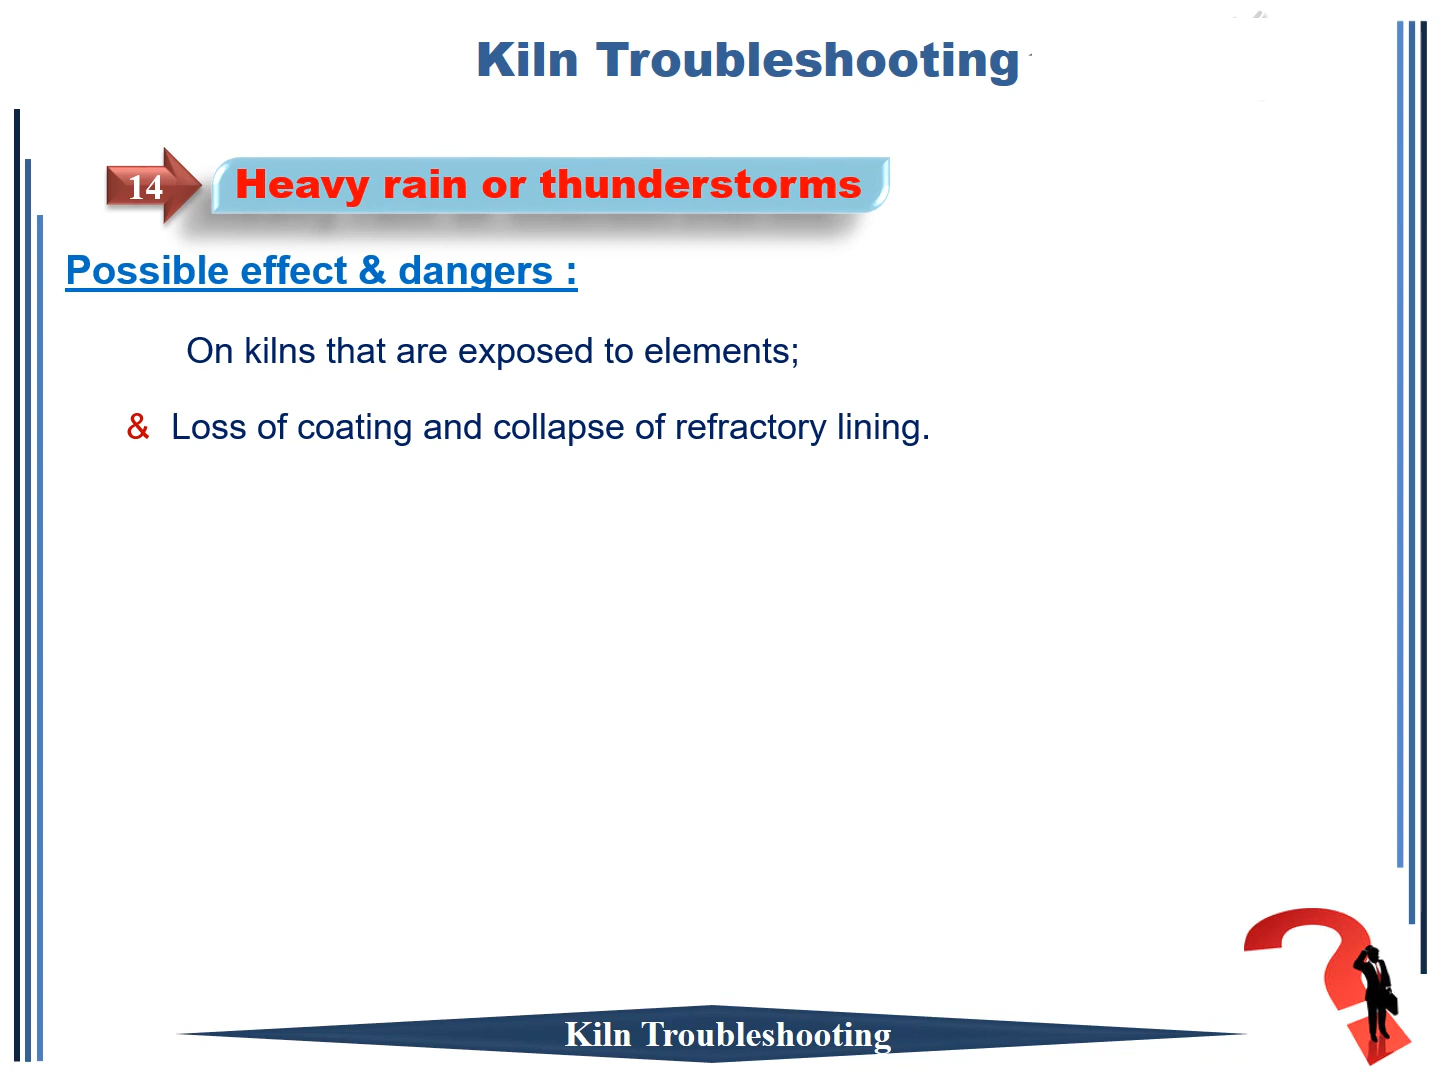 Kiln Troubleshooting
14
Heavy rain or thunderstorms
Possible effect & dangers :
On kilns that are exposed to elements;
& Loss of coating and collapse of refractory lining.
Kiln Troubleshooting